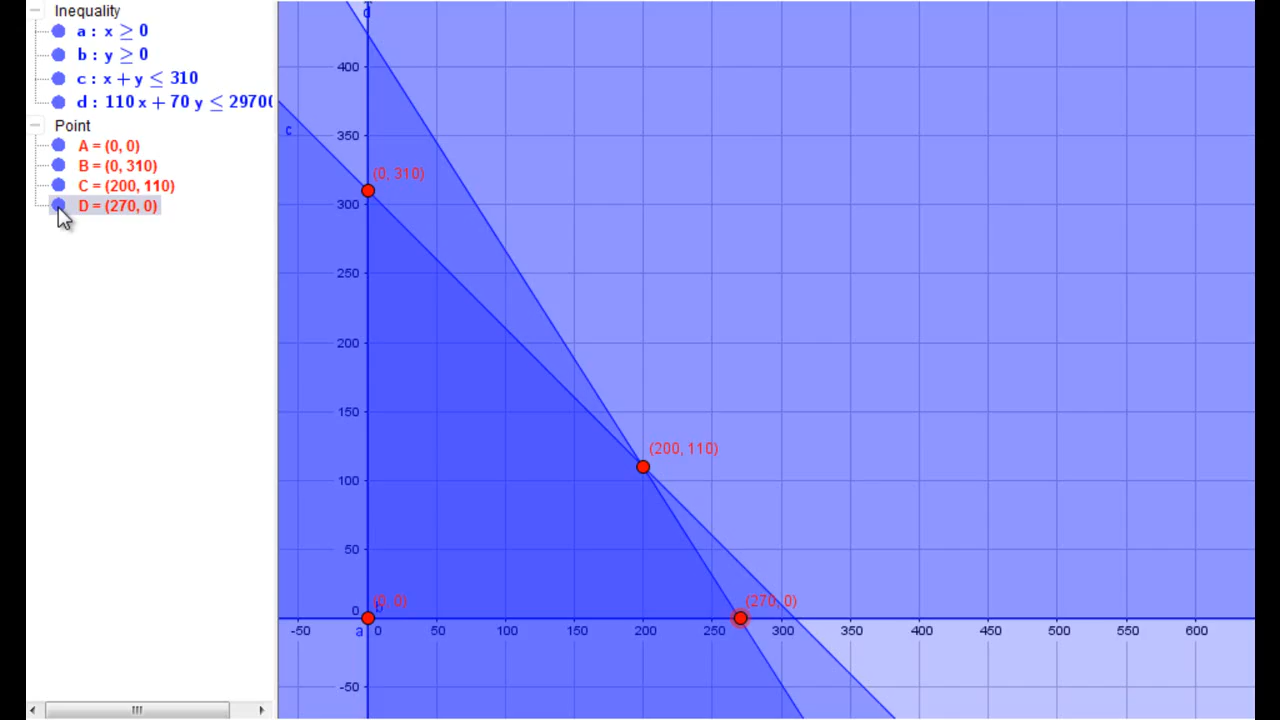 Inequality
a : x ≥ 0
b : y ≥ 0
c : x + y ≤ 310
d : 110 x + 70 y ≤ 29700
Point
A = (0, 0)
B = (0, 310)
C = (200, 110)
D = (270, 0)
d
400
c
350
(0, 310)
300
250
200
150
(200, 110)
100
50
0
(0, 0)
b
(270, 0)
a
-50 0 50 100 150 200 250 300 350 400 450 500 550 600
-50